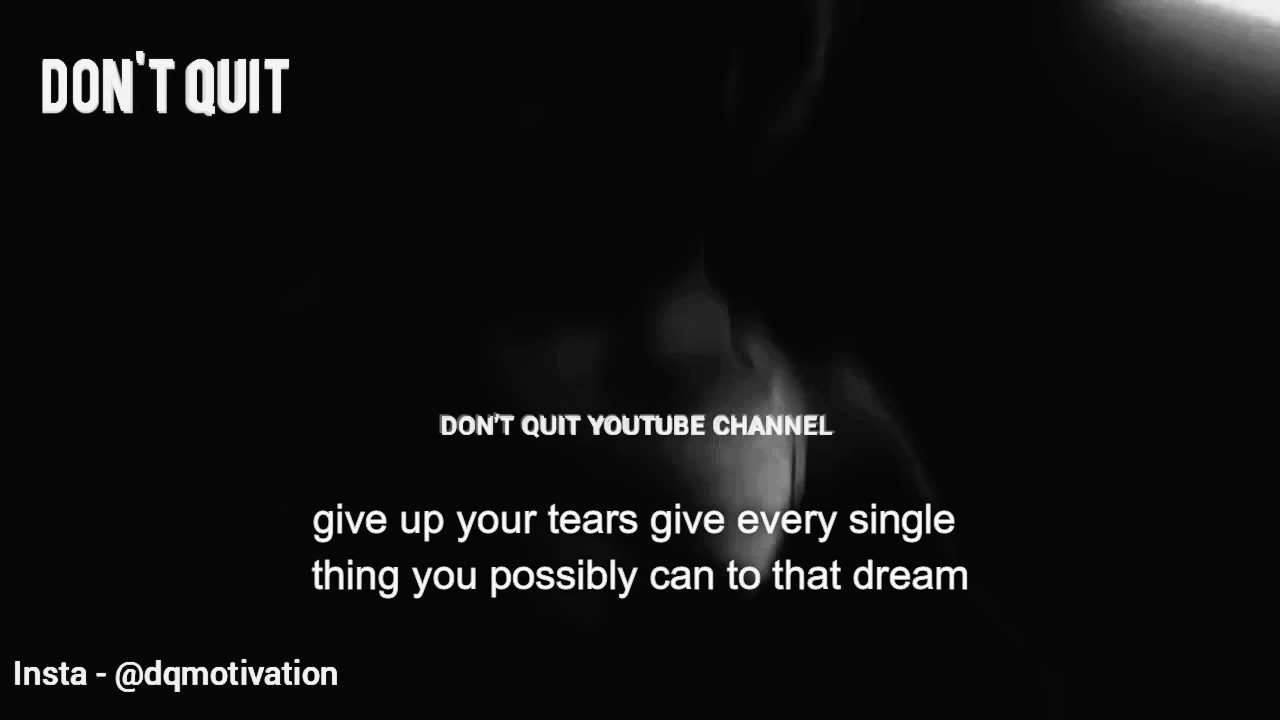 DON'T QUIT
DON'T QUIT YOUTUBE CHANNEL
give up your tears give every single
thing you possibly can to that dream
Insta - @dqmotivation